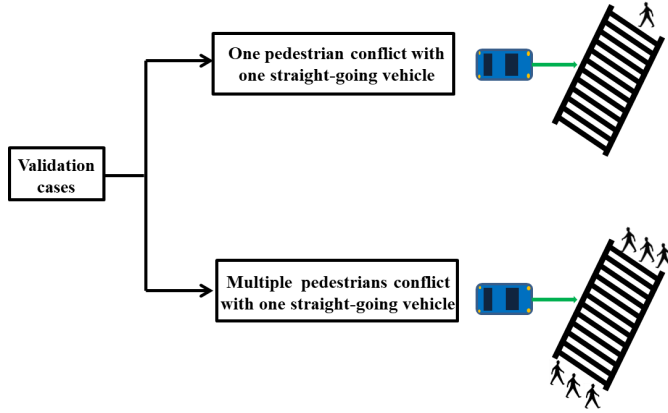 One pedestrian conflict with
one straight-going vehicle
Validation
cases
Multiple pedestrians conflict
with one straight-going vehicle